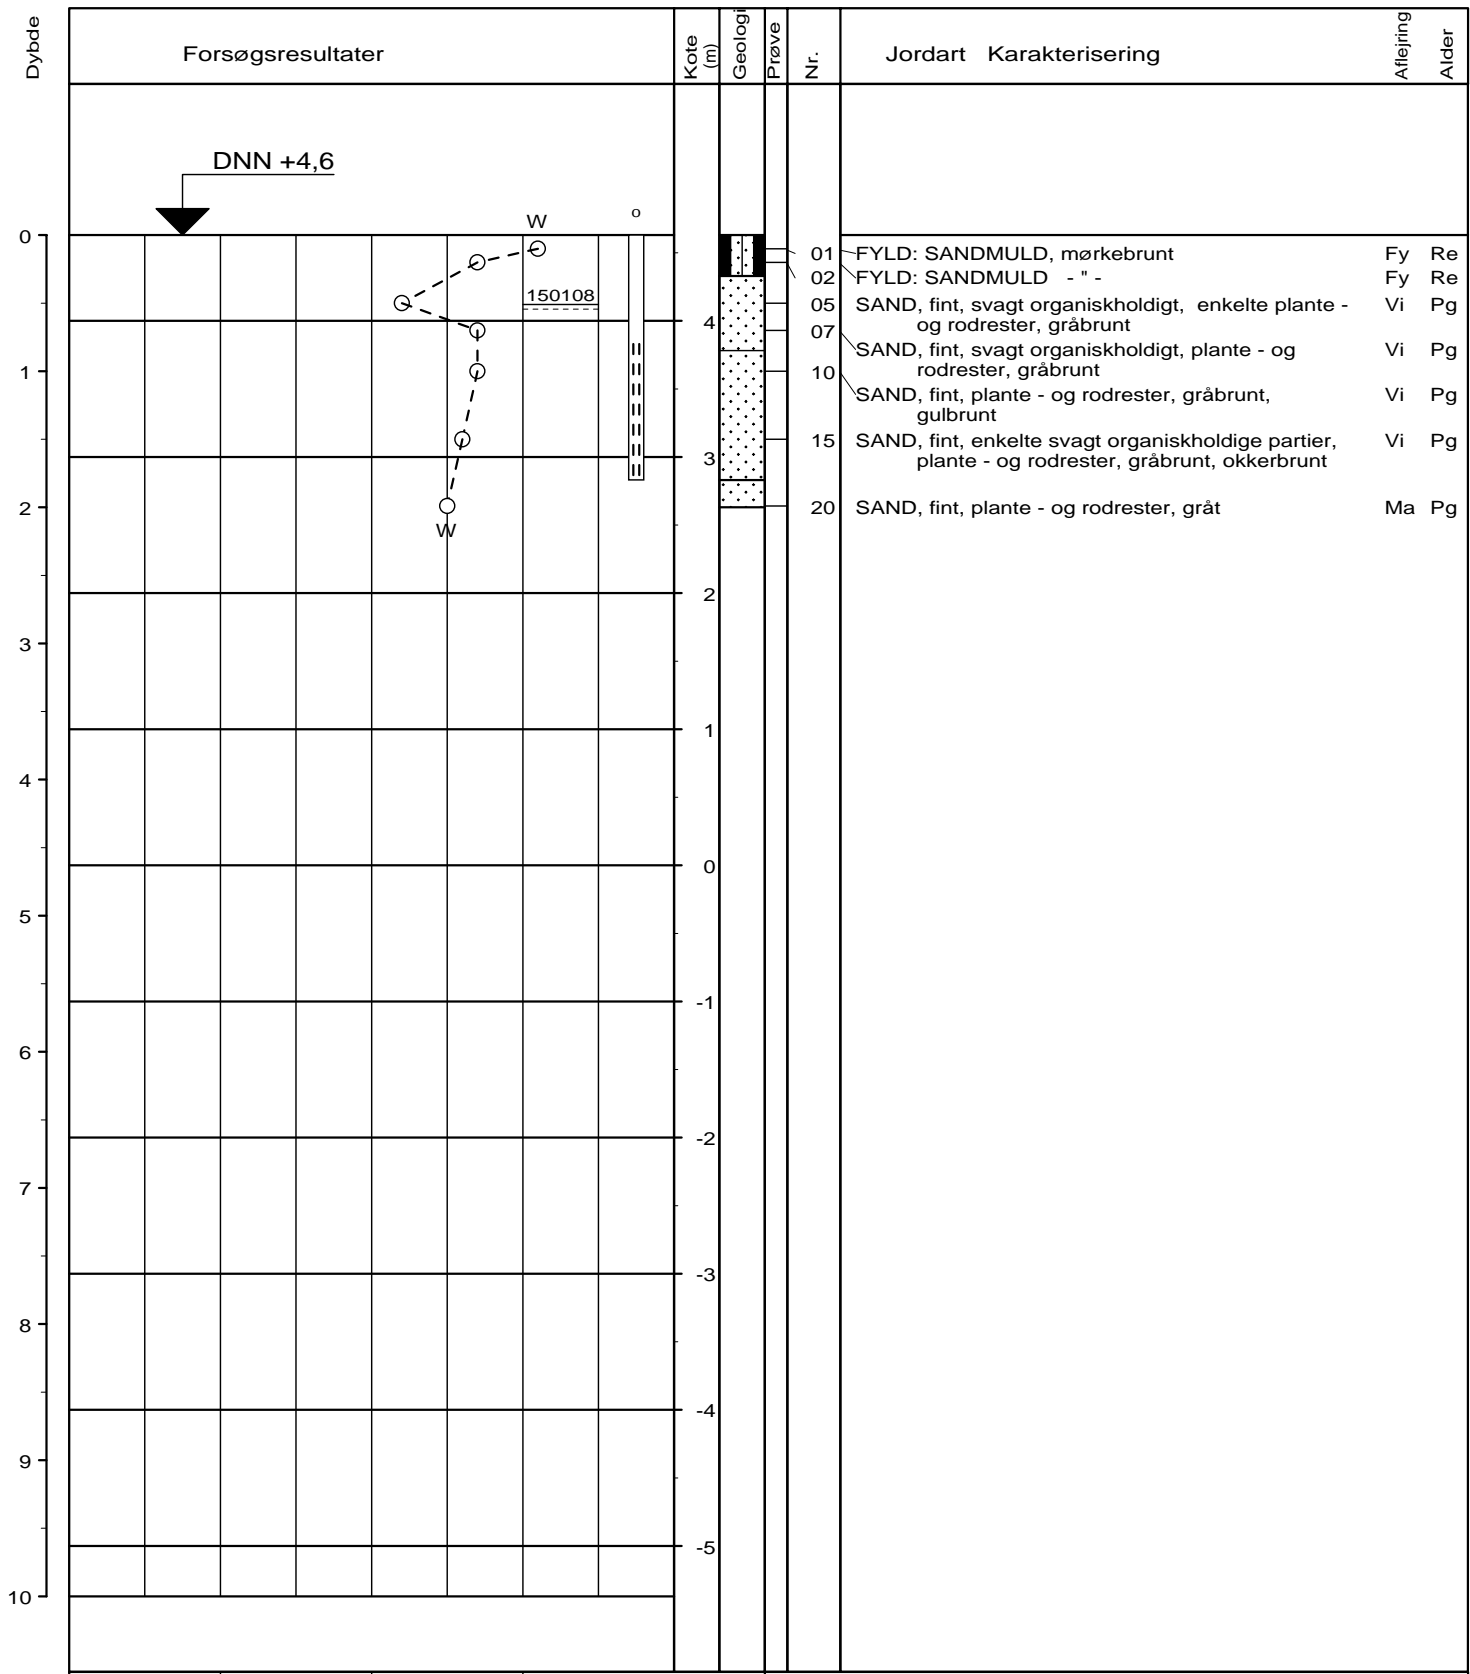 Dybde
Forsøgsresultater
Kote
(m)
Geologi
Prøve
Nr.
Jordart Karakterisering
Aflejring
Alder
DNN +4,6
W
o
0
01 FYLD: SANDMULD, mørkebrunt Fy Re
02 FYLD: SANDMULD - " - Fy Re
150108
05 SAND, fint, svagt organiskholdigt, enkelte plante - Vi Pg
og rodrester, gråbrunt
4
07
SAND, fint, svagt organiskholdigt, plante - og Vi Pg
rodrester, gråbrunt
1
10
SAND, fint, plante - og rodrester, gråbrunt, Vi Pg
gulbrunt
15 SAND, fint, enkelte svagt organiskholdige partier, Vi Pg
plante - og rodrester, gråbrunt, okkerbrunt
3
2
20 SAND, fint, plante - og rodrester, gråt Ma Pg
W
2
3
1
4
0
5
-1
6
-2
7
-3
8
-4
9
-5
10